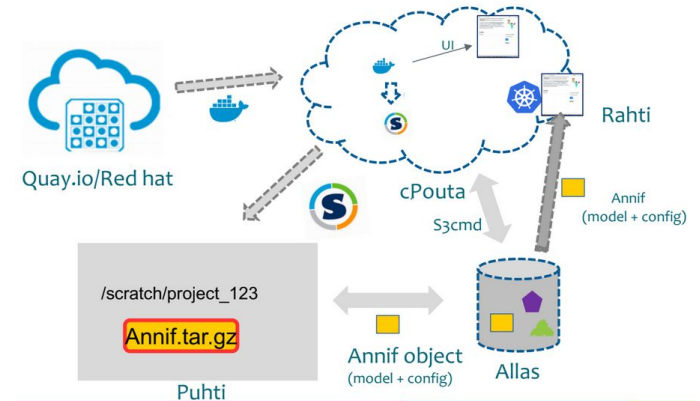 UI
Rahti
Quay.io/Red hat
cPouta
Annif
(model + config)
S3cmd
S
/scratch/project_123
Annif.tar.gz
Annif object
(model + config)
Allas
Puhti